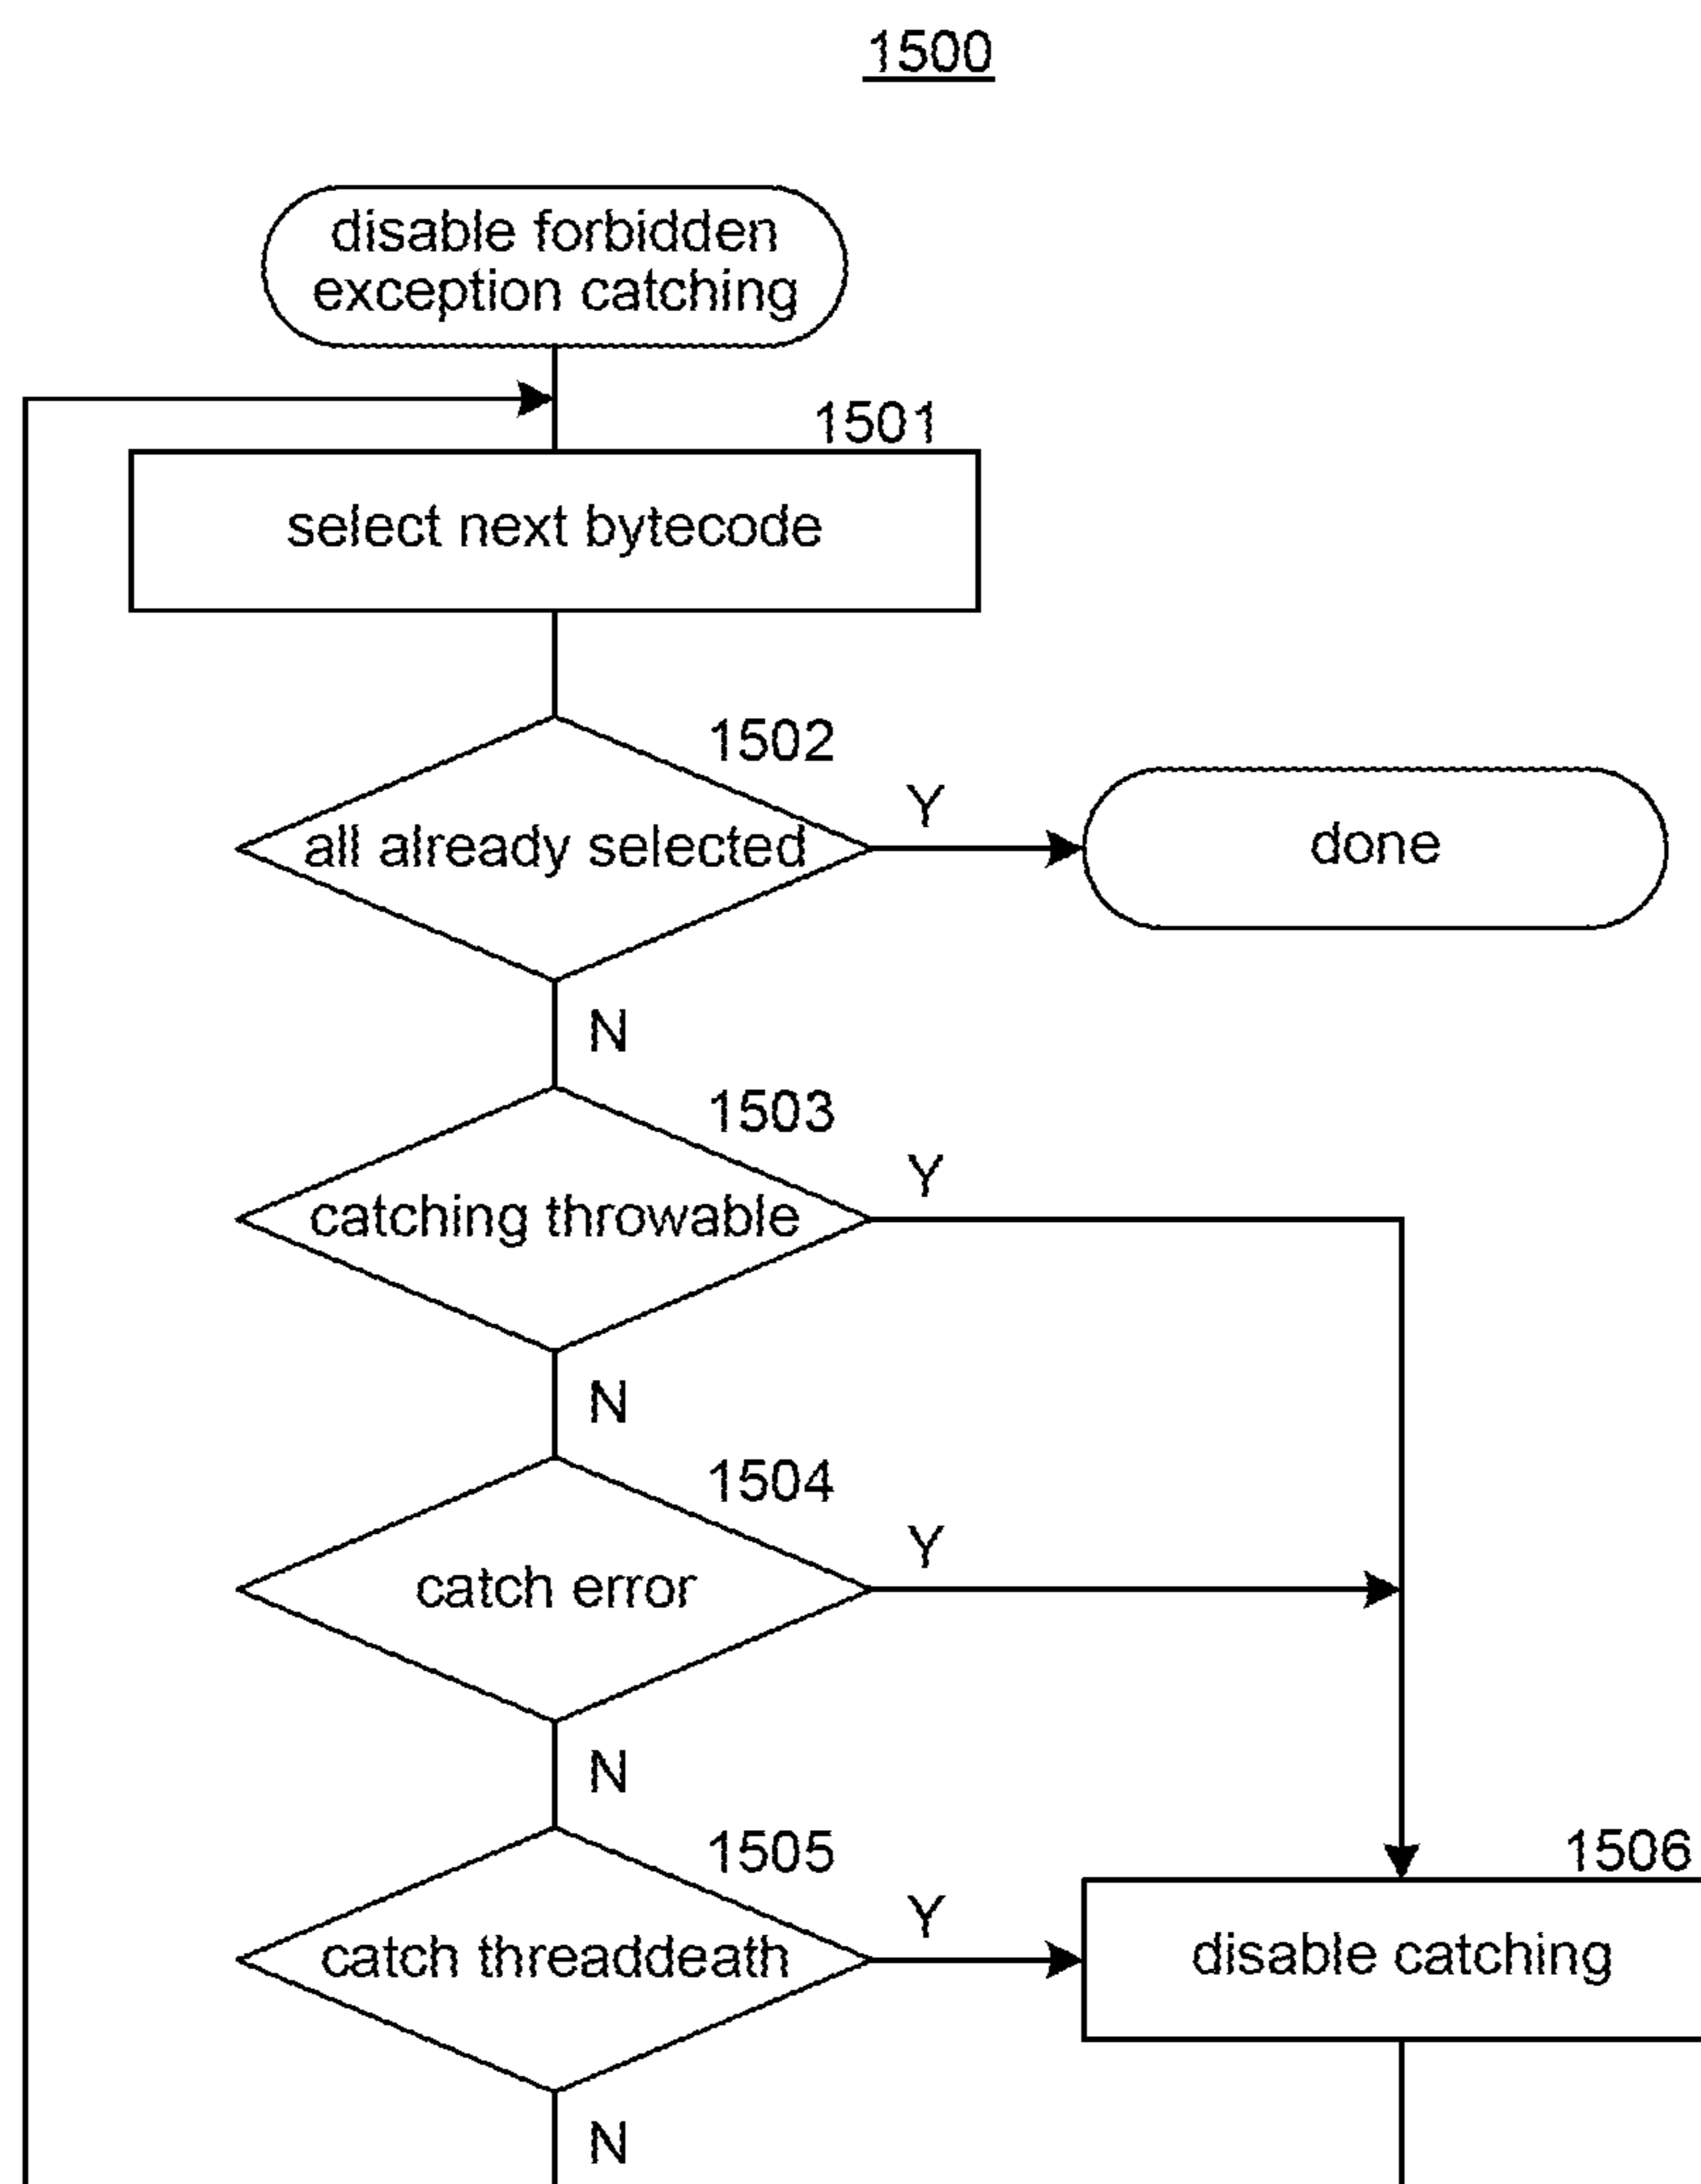 1500
disable forbidden
exception catching
1501
select next bytecode
1502
all already selected
Y
done
N
1503
catching throwable
Y
N
1504
catch error
Y
N
1505
catch threaddeath
Y
1506
disable catching
N